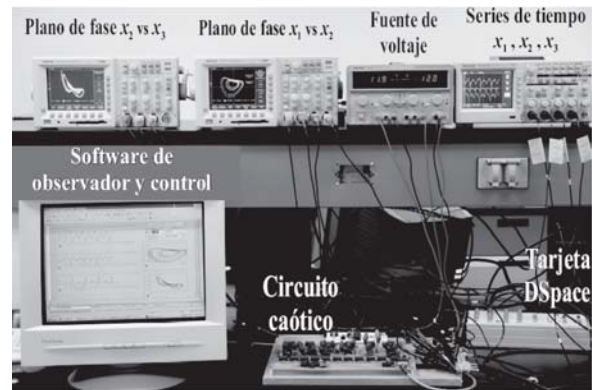 Plano de fase x₂ vs x₃
Plano de fase x₁ vs x₂
Fuente de
voltaje
Series de tiempo
x₁ , x₂ , x₃
Software de
observador y control
Circuito
caótico
Tarjeta
DSpace